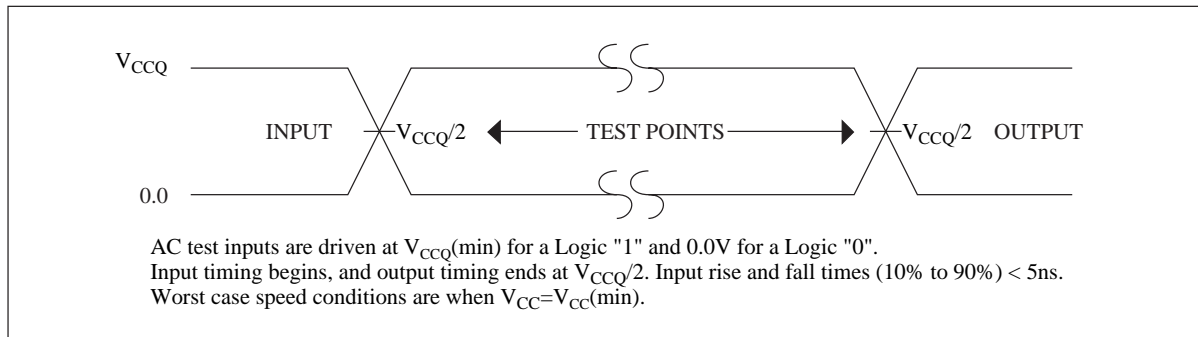 VCCQ
INPUT VCCQ/2 TEST POINTS VCCQ/2 OUTPUT
0.0
AC test inputs are driven at VCCQ(min) for a Logic "1" and 0.0V for a Logic "0".
Input timing begins, and output timing ends at VCCQ/2. Input rise and fall times (10% to 90%) < 5ns.
Worst case speed conditions are when VCC=VCC(min).